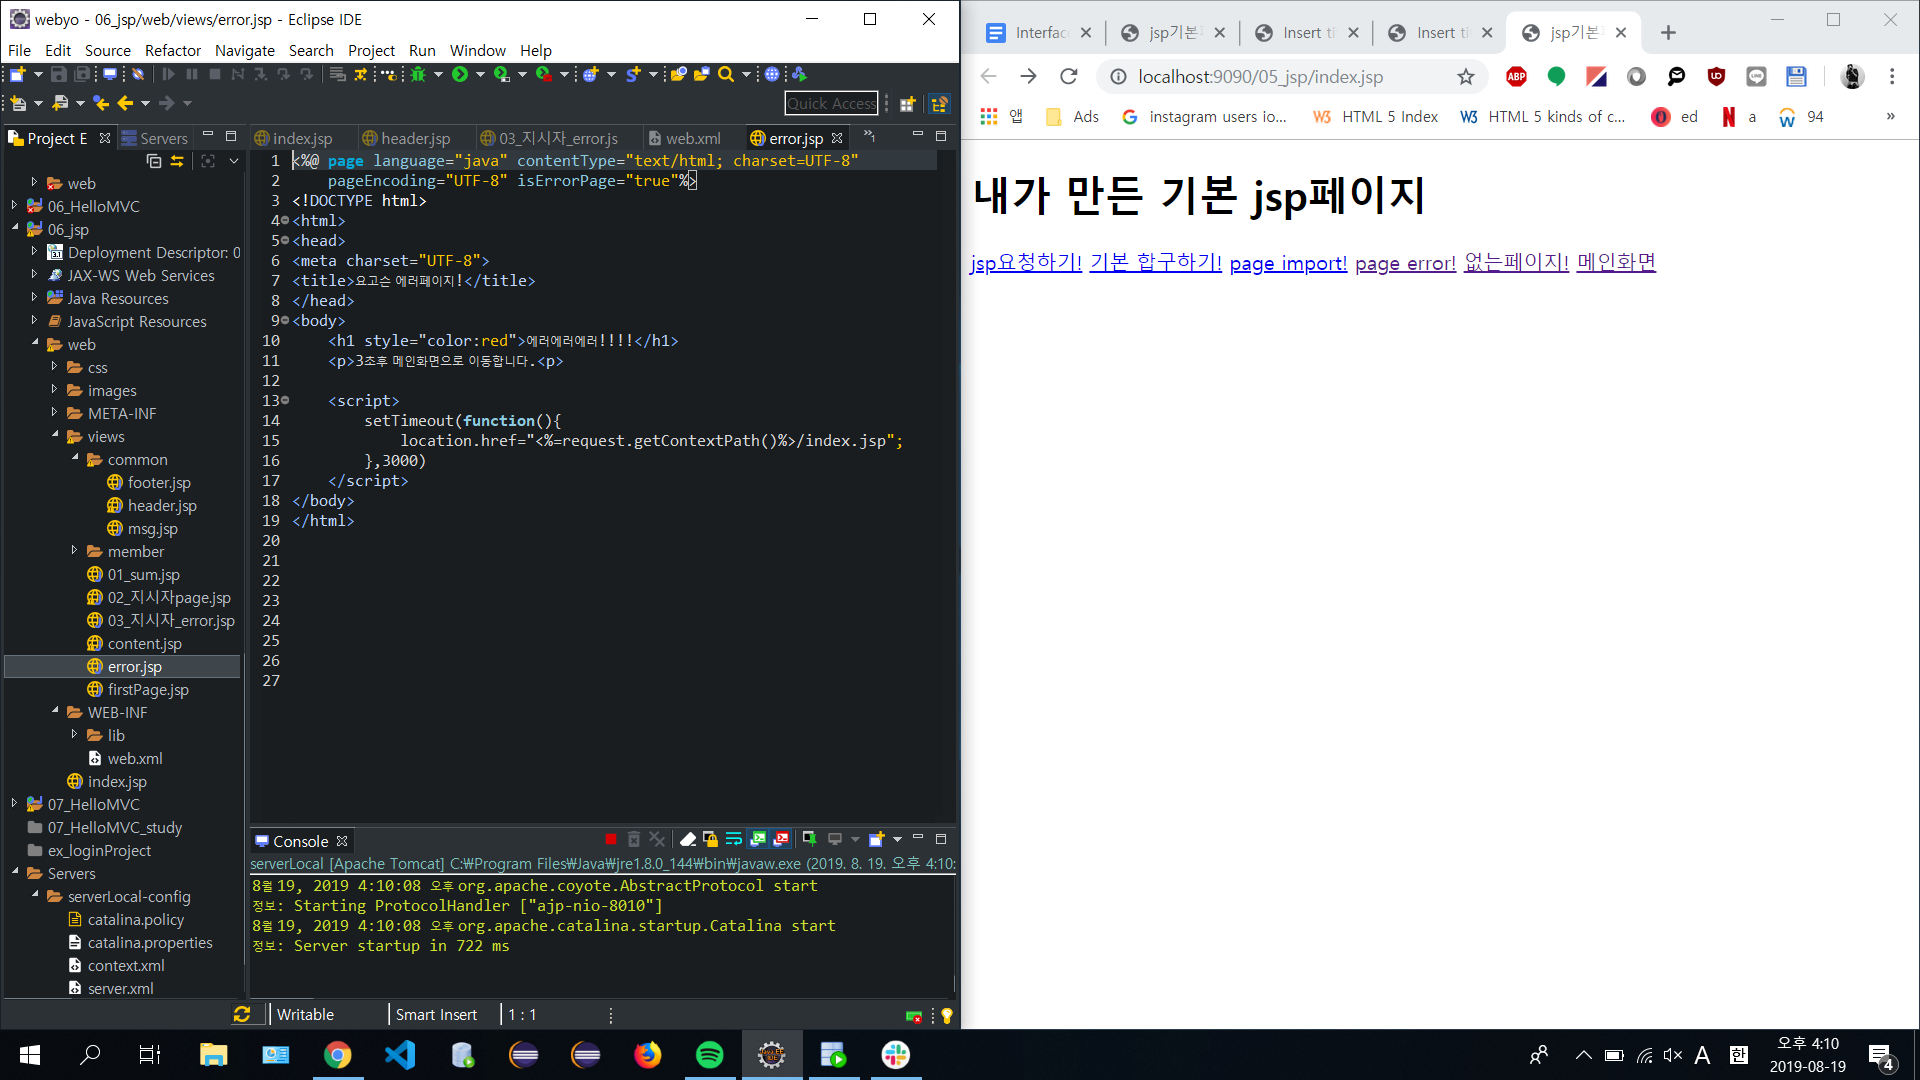 webyo - 06_jsp/web/views/error.jsp - Eclipse IDE
File Edit Source Refactor Navigate Search Project Run Window Help
Quick Access
Project E
Servers
web
06_HelloMVC
06_jsp
Deployment Descriptor: 0
JAX-WS Web Services
Java Resources
JavaScript Resources
web
css
images
META-INF
views
common
footer.jsp
header.jsp
msg.jsp
member
01_sum.jsp
02_지시자page.jsp
03_지시자_error.jsp
content.jsp
error.jsp
firstPage.jsp
WEB-INF
lib
web.xml
index.jsp
07_HelloMVC
07_HelloMVC_study
ex_loginProject
Servers
serverLocal-config
catalina.policy
catalina.properties
context.xml
server.xml
index.jsp header.jsp 03_지시자_error.js web.xml error.jsp »1
1 <%@ page language="java" contentType="text/html; charset=UTF-8"
2 pageEncoding="UTF-8" isErrorPage="true"%>
3 <!DOCTYPE html>
4 <html>
5 <head>
6 <meta charset="UTF-8">
7 <title>요고슨 에러페이지!</title>
8 </head>
9 <body>
10 <h1 style="color:red">에러에러에러!!!!</h1>
11 <p>3초후 메인화면으로 이동합니다.<p>
12
13 <script>
14 setTimeout(function(){
15 location.href="<%=request.getContextPath()%>/index.jsp";
16 },3000)
17 </script>
18 </body>
19 </html>
20
21
22
23
24
25
26
27
Console
serverLocal [Apache Tomcat] C:₩Program Files₩Java₩jre1.8.0_144₩bin₩javaw.exe (2019. 8. 19. 오후 4:10:
8월 19, 2019 4:10:08 오후 org.apache.coyote.AbstractProtocol start
정보: Starting ProtocolHandler ["ajp-nio-8010"]
8월 19, 2019 4:10:08 오후 org.apache.catalina.startup.Catalina start
정보: Server startup in 722 ms
Writable Smart Insert 1 : 1
Interfac jsp기본 Insert ti Insert ti jsp기본
localhost:9090/05_jsp/index.jsp
ABP
앱 Ads instagram users io... W3 HTML 5 Index W3 HTML 5 kinds of c... ed a 94 »
내가 만든 기본 jsp페이지
jsp요청하기! 기본 합구하기! page import! page error! 없는페이지! 메인화면
A 한
오후 4:10
2019-08-19
4